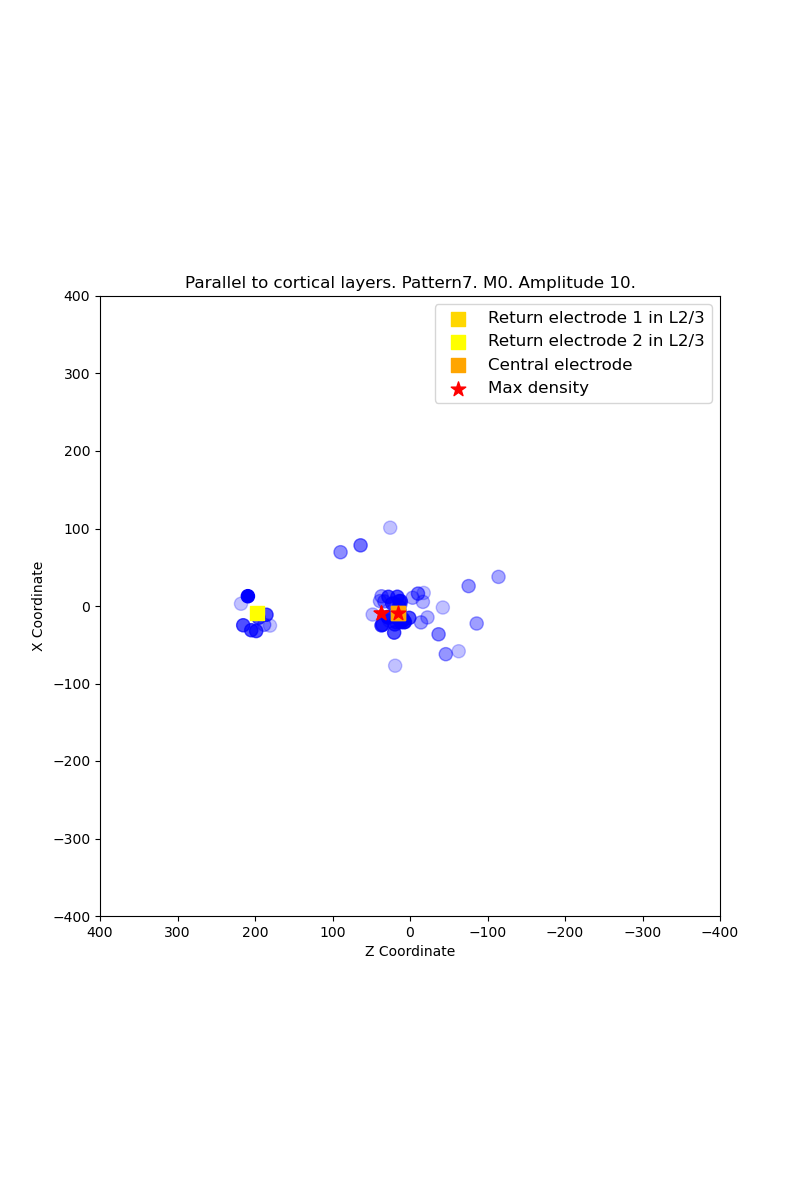 Parallel to cortical layers. Pattern7. M0. Amplitude 10.
400
300
200
100
0
−100
−200
−300
−400
X Coordinate
Return electrode 1 in L2/3
Return electrode 2 in L2/3
Central electrode
Max density
400 300 200 100 0 −100 −200 −300 −400
Z Coordinate